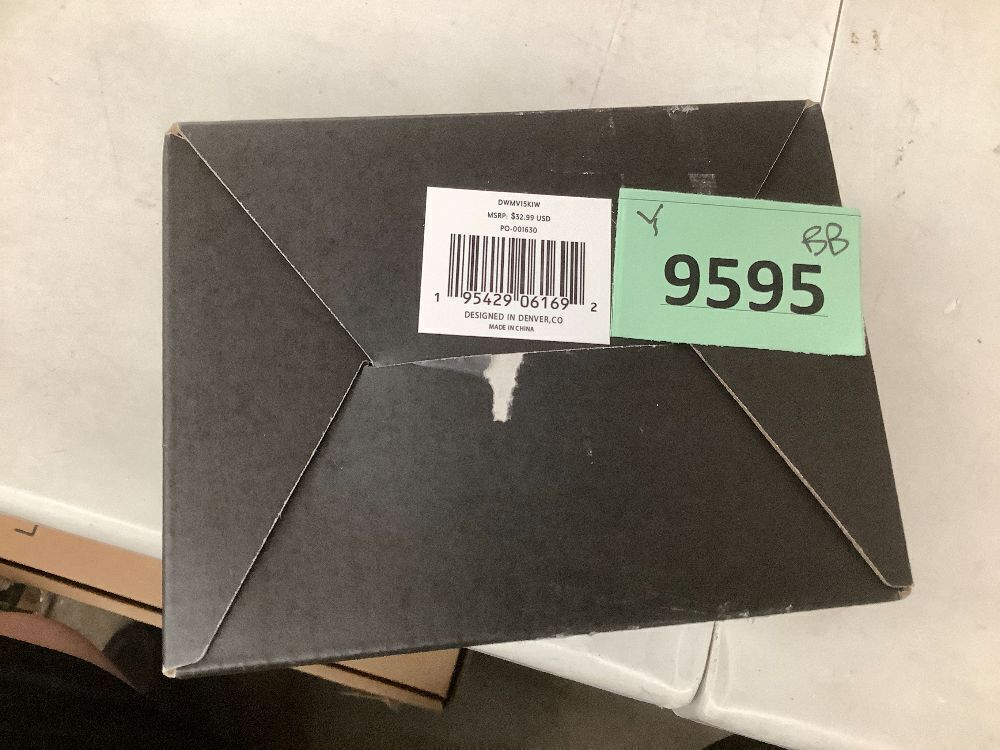 DWMV15KIW
MSRP: $32.99 USD
PO-001630
1 95429 06169 2
DESIGNED IN DENVER,CO
MADE IN CHINA
Y
BB
9595
L